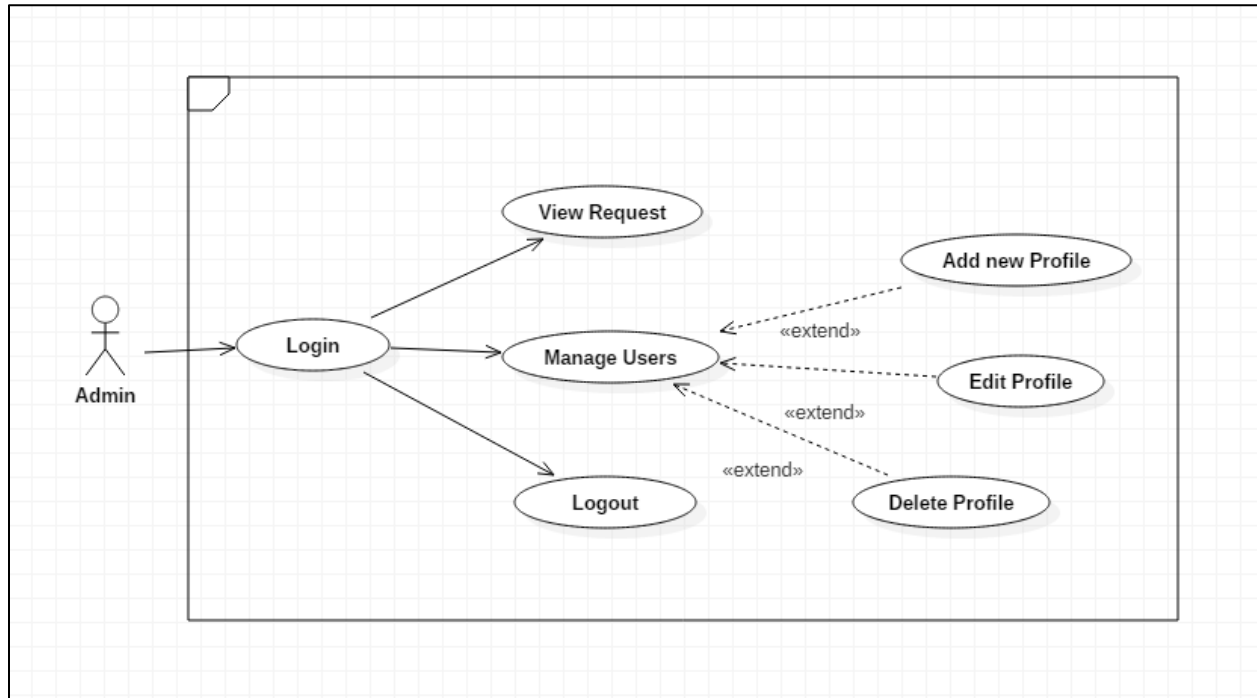 View Request
Add new Profile
«extend»
Login
Manage Users
Edit Profile
Admin
«extend»
«extend»
Logout
Delete Profile